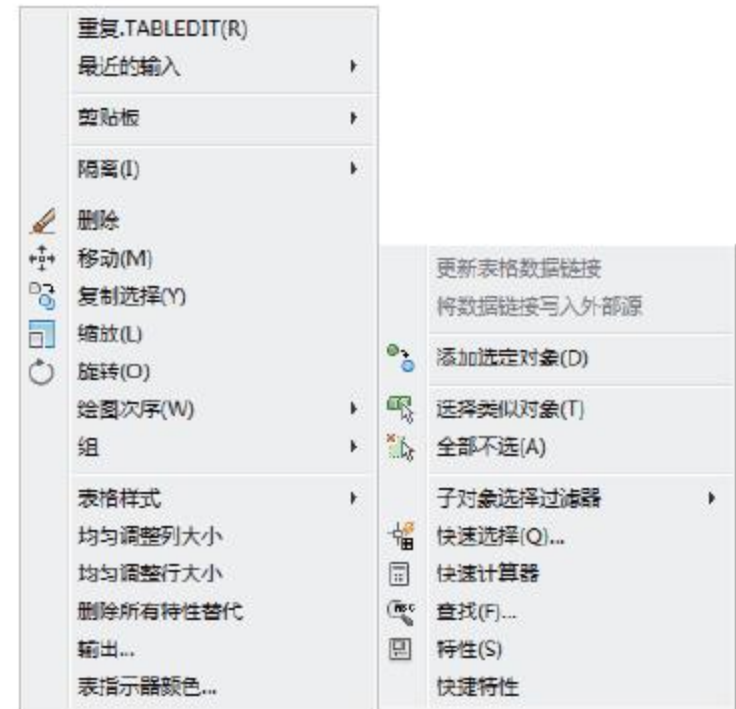 重复.TABLEDIT(R)
最近的输入
剪贴板
隔离(I)
删除
移动(M)
复制选择(Y)
缩放(L)
旋转(O)
绘图次序(W)
组
表格样式
均匀调整列大小
均匀调整行大小
删除所有特性替代
输出...
表指示器颜色...
更新表格数据链接
将数据链接写入外部源
添加选定对象(D)
选择类似对象(T)
全部不选(A)
子对象选择过滤器
快速选择(Q)...
快速计算器
查找(F)...
特性(S)
快捷特性